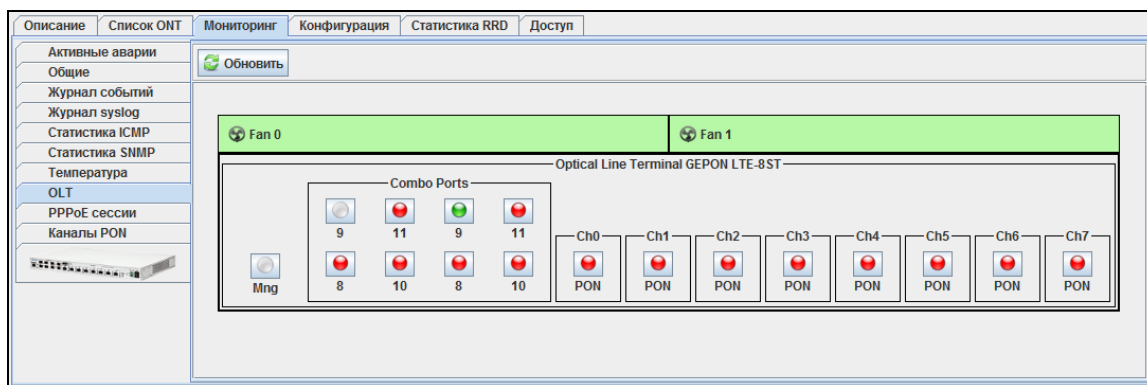 Описание Список ONT Мониторинг Конфигурация Статистика RRD Доступ
Активные аварии
Общие
Журнал событий
Журнал syslog
Статистика ICMP
Статистика SNMP
Температура
OLT
PPPoE сессии
Каналы PON
Обновить
Fan 0 Fan 1
Optical Line Terminal GEPON LTE-8ST
Combo Ports
9 11 9 11
Ch0 Ch1 Ch2 Ch3 Ch4 Ch5 Ch6 Ch7
Mng 8 10 8 10 PON PON PON PON PON PON PON PON